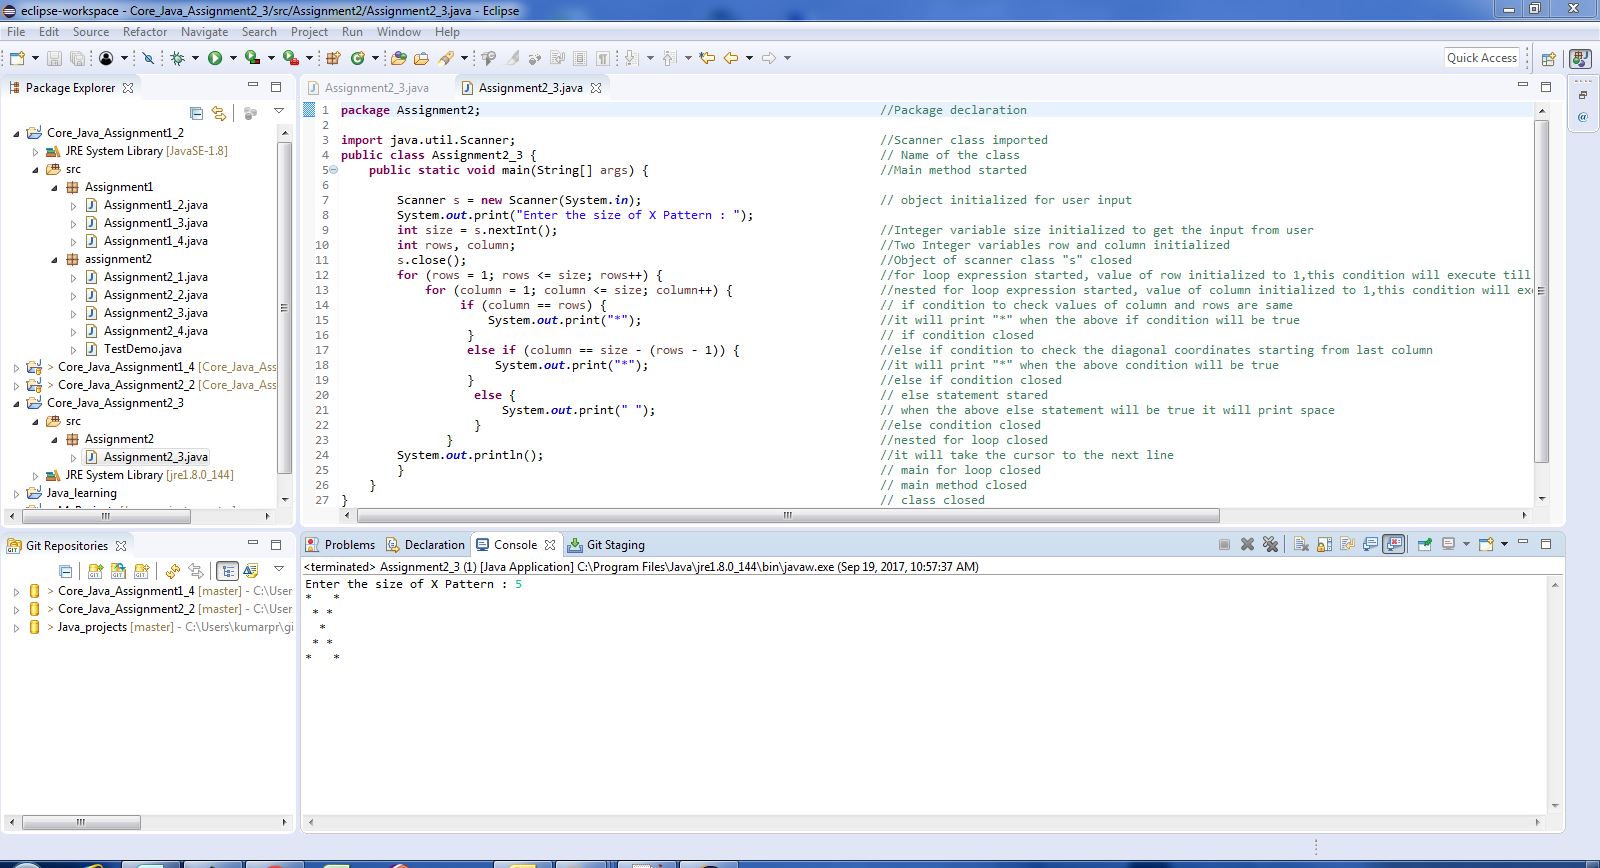 eclipse-workspace - Core_Java_Assignment2_3/src/Assignment2/Assignment2_3.java - Eclipse
File Edit Source Refactor Navigate Search Project Run Window Help
Quick Access
Package Explorer
Core_Java_Assignment1_2
JRE System Library [JavaSE-1.8]
src
Assignment1
Assignment1_2.java
Assignment1_3.java
Assignment1_4.java
assignment2
Assignment2_1.java
Assignment2_2.java
Assignment2_3.java
Assignment2_4.java
TestDemo.java
> Core_Java_Assignment1_4 [Core_Java_Ass
> Core_Java_Assignment2_2 [Core_Java_Ass
Core_Java_Assignment2_3
src
Assignment2
Assignment2_3.java
JRE System Library [jre1.8.0_144]
Java_learning
Assignment2_3.java Assignment2_3.java
1 package Assignment2; //Package declaration
2
3 import java.util.Scanner; //Scanner class imported
4 public class Assignment2_3 { // Name of the class
5 public static void main(String[] args) { //Main method started
6
7 Scanner s = new Scanner(System.in); // object initialized for user input
8 System.out.print("Enter the size of X Pattern : ");
9 int size = s.nextInt(); //Integer variable size initialized to get the input from user
10 int rows, column; //Two Integer variables row and column initialized
11 s.close(); //Object of scanner class "s" closed
12 for (rows = 1; rows <= size; rows++) { //for loop expression started, value of row initialized to 1,this condition will execute till
13 for (column = 1; column <= size; column++) { //nested for loop expression started, value of column initialized to 1,this condition will exe
14 if (column == rows) { // if condition to check values of column and rows are same
15 System.out.print("*"); //it will print "*" when the above if condition will be true
16 } // if condition closed
17 else if (column == size - (rows - 1)) { //else if condition to check the diagonal coordinates starting from last column
18 System.out.print("*"); //it will print "*" when the above condition will be true
19 } //else if condition closed
20 else { // else statement stared
21 System.out.print(" "); // when the above else statement will be true it will print space
22 } //else condition closed
23 } //nested for loop closed
24 System.out.println(); //it will take the cursor to the next line
25 } // main for loop closed
26 } // main method closed
27 } // class closed
Git Repositories
> Core_Java_Assignment1_4 [master] - C:\User
> Core_Java_Assignment2_2 [master] - C:\User
> Java_projects [master] - C:\Users\kumarpr\gi
Problems Declaration Console Git Staging
<terminated> Assignment2_3 (1) [Java Application] C:\Program Files\Java\jre1.8.0_144\bin\javaw.exe (Sep 19, 2017, 10:57:37 AM)
Enter the size of X Pattern : 5
*   *
 * *
  *
 * *
*   *